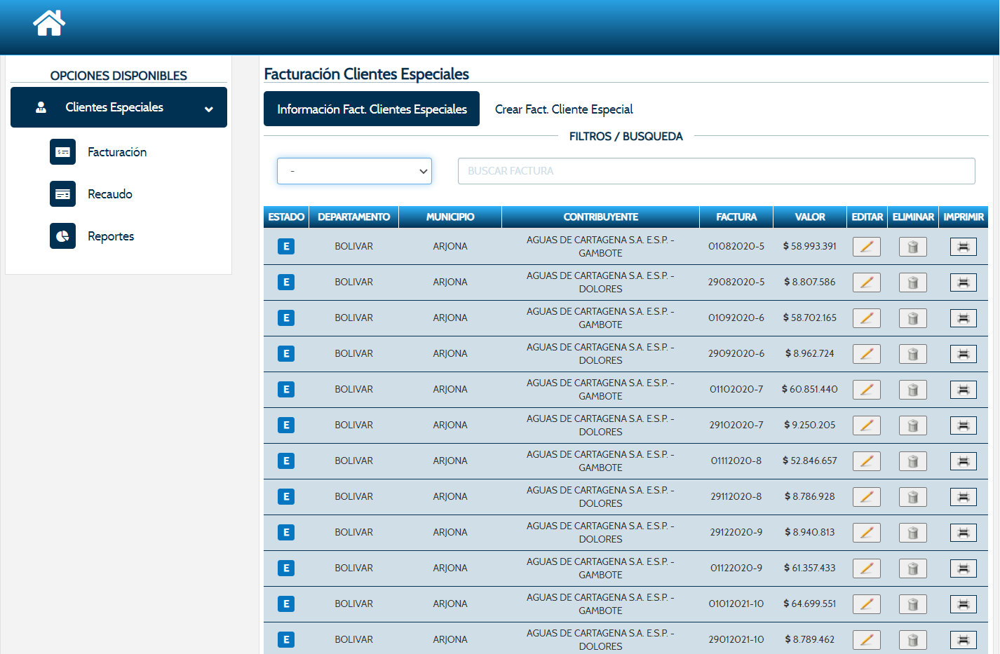 OPCIONES DISPONIBLES
Clientes Especiales
Facturación
Recaudo
Reportes
Facturación Clientes Especiales
Información Fact. Clientes Especiales Crear Fact. Cliente Especial
FILTROS / BUSQUEDA
- BUSCAR FACTURA
ESTADO DEPARTAMENTO MUNICIPIO CONTRIBUYENTE FACTURA VALOR EDITAR ELIMINAR IMPRIMIR
E BOLIVAR ARJONA AGUAS DE CARTAGENA S.A. E.S.P. - 01082020-5 $ 58.993.391
GAMBOTE
E BOLIVAR ARJONA AGUAS DE CARTAGENA S.A. E.S.P. - 29082020-5 $ 8.807.586
DOLORES
E BOLIVAR ARJONA AGUAS DE CARTAGENA S.A. E.S.P. - 01092020-6 $ 58.702.165
GAMBOTE
E BOLIVAR ARJONA AGUAS DE CARTAGENA S.A. E.S.P. - 29092020-6 $ 8.962.724
DOLORES
E BOLIVAR ARJONA AGUAS DE CARTAGENA S.A. E.S.P. - 01102020-7 $ 60.851.440
GAMBOTE
E BOLIVAR ARJONA AGUAS DE CARTAGENA S.A. E.S.P. - 29102020-7 $ 9.250.205
DOLORES
E BOLIVAR ARJONA AGUAS DE CARTAGENA S.A. E.S.P. - 01112020-8 $ 52.846.657
GAMBOTE
E BOLIVAR ARJONA AGUAS DE CARTAGENA S.A. E.S.P. - 29112020-8 $ 8.786.928
DOLORES
E BOLIVAR ARJONA AGUAS DE CARTAGENA S.A. E.S.P. - 29122020-9 $ 8.940.813
DOLORES
E BOLIVAR ARJONA AGUAS DE CARTAGENA S.A. E.S.P. - 01122020-9 $ 61.357.433
GAMBOTE
E BOLIVAR ARJONA AGUAS DE CARTAGENA S.A. E.S.P. - 01012021-10 $ 64.699.551
GAMBOTE
E BOLIVAR ARJONA AGUAS DE CARTAGENA S.A. E.S.P. - 29012021-10 $ 8.789.462
DOLORES